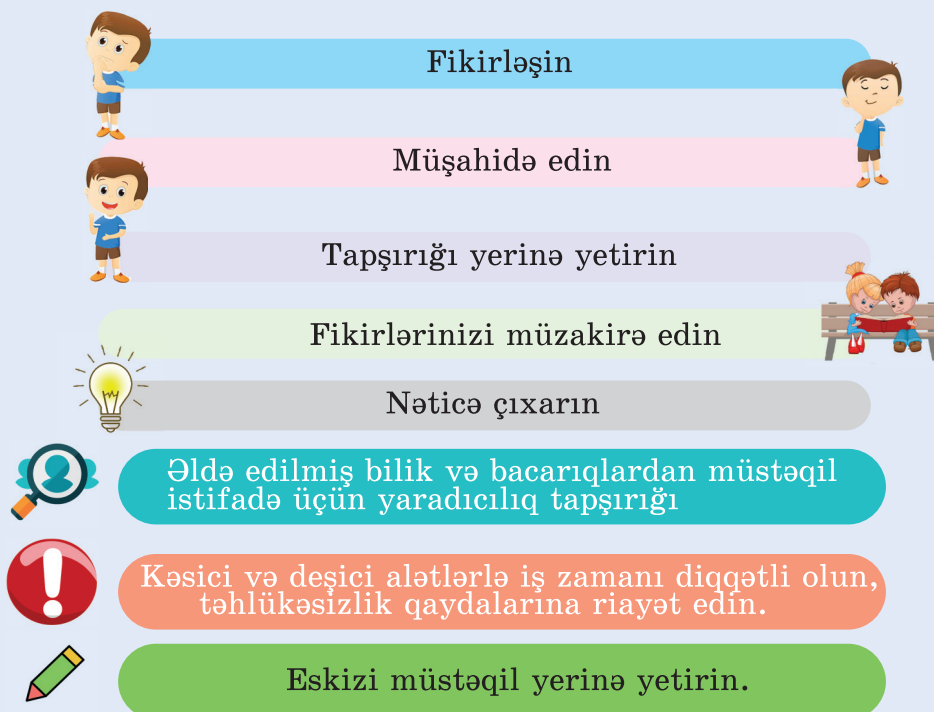 Fikirləşin
Müşahidə edin
Tapşırığı yerinə yetirin
Fikirlərinizi müzakirə edin
Nəticə çıxarın
Əldə edilmiş bilik və bacarıqlardan müstəqil
istifadə üçün yaradıcılıq tapşırığı
Kəsici və deşici alətlərlə iş zamanı diqqətli olun,
təhlükəsizlik qaydalarına riayət edin.
Eskizi müstəqil yerinə yetirin.